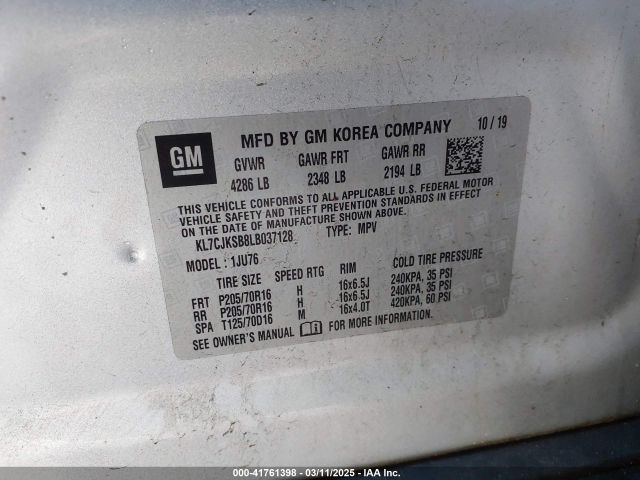 GM
MFD BY GM KOREA COMPANY 10 / 19
GVWR GAWR FRT GAWR RR
4286 LB 2348 LB 2194 LB
THIS VEHICLE CONFORMS TO ALL APPLICABLE U.S. FEDERAL MOTOR
VEHICLE SAFETY AND THEFT PREVENTION STANDARDS IN EFFECT
ON THE DATE OF MANUFACTURE SHOWN ABOVE.
KL7CJKSB8LB037128 TYPE: MPV
MODEL : 1JU76
TIRE SIZE SPEED RTG RIM COLD TIRE PRESSURE
FRT P205/70R16 H 16x6.5J 240KPA, 35 PSI
RR P205/70R16 H 16x6.5J 240KPA, 35 PSI
SPA T125/70D16 M 16x4.0T 420KPA, 60 PSI
SEE OWNER'S MANUAL FOR MORE INFORMATION.
000-41761398 - 03/11/2025 - IAA Inc.